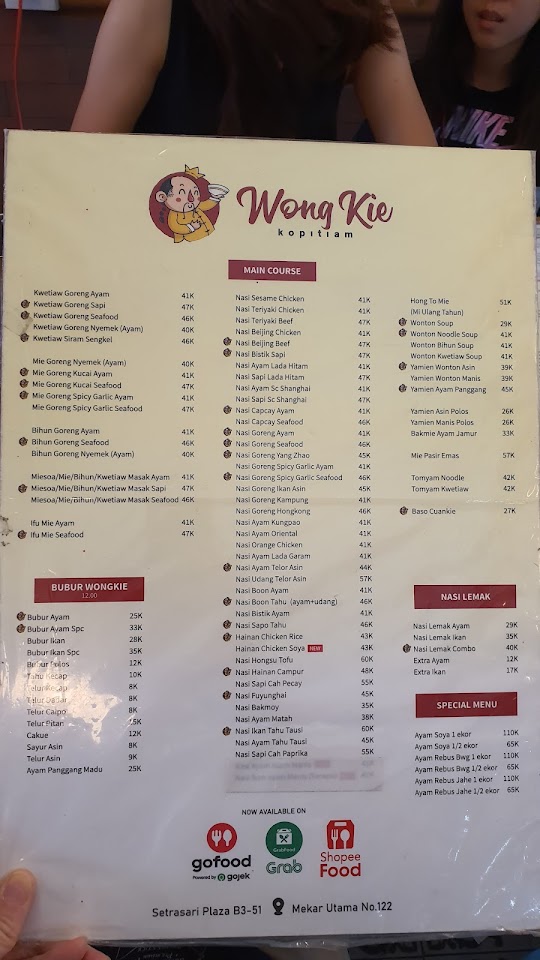 NIKE
Wong Kie
kopitiam
MAIN COURSE
Kwetiaw Goreng Ayam 41K
Kwetiaw Goreng Sapi 47K
Kwetiaw Goreng Seafood 46K
Kwetiaw Goreng Nyemek (Ayam) 40K
Kwetiaw Siram Sengkel 46K
Mie Goreng Nyemek (Ayam) 40K
Mie Goreng Kucai Ayam 41K
Mie Goreng Kucai Seafood 47K
Mie Goreng Spicy Garlic Ayam 41K
Mie Goreng Spicy Garlic Seafood 47K
Bihun Goreng Ayam 41K
Bihun Goreng Seafood 46K
Bihun Goreng Nyemek (Ayam) 40K
Miesoa/Mie/Bihun/Kwetiaw Masak Ayam 41K
Miesoa/Mie/Bihun/Kwetiaw Masak Sapi 47K
Miesoa/Mie/Bihun/Kwetiaw Masak Seafood 46K
Ifu Mie Ayam 41K
Ifu Mie Seafood 47K
BUBUR WONGKIE
12.00
Bubur Ayam 25K
Bubur Ayam Spc 33K
Bubur Ikan 28K
Bubur Ikan Spc 35K
Bubur Polos 12K
Tahu Kecap 10K
Telur Kecap 8K
Telur Dadar 8K
Telur Caipo 8K
Telur Pitan 15K
Cakue 12K
Sayur Asin 8K
Telur Asin 9K
Ayam Panggang Madu 25K
Nasi Sesame Chicken 41K
Nasi Teriyaki Chicken 41K
Nasi Teriyaki Beef 47K
Nasi Beijing Chicken 41K
Nasi Beijing Beef 47K
Nasi Bistik Sapi 47K
Nasi Ayam Lada Hitam 41K
Nasi Sapi Lada Hitam 47K
Nasi Ayam Sc Shanghai 41K
Nasi Sapi Sc Shanghai 47K
Nasi Capcay Ayam 41K
Nasi Capcay Seafood 46K
Nasi Goreng Ayam 41K
Nasi Goreng Seafood 46K
Nasi Goreng Yang Zhao 45K
Nasi Goreng Spicy Garlic Ayam 41K
Nasi Goreng Spicy Garlic Seafood 46K
Nasi Goreng Ikan Asin 45K
Nasi Goreng Kampung 41K
Nasi Goreng Hongkong 46K
Nasi Ayam Kungpao 41K
Nasi Ayam Oriental 41K
Nasi Orange Chicken 41K
Nasi Ayam Lada Garam 41K
Nasi Ayam Telor Asin 44K
Nasi Udang Telor Asin 57K
Nasi Boon Ayam 41K
Nasi Boon Tahu (ayam+udang) 46K
Nasi Bistik Ayam 41K
Nasi Sapo Tahu 46K
Hainan Chicken Rice 43K
Hainan Chicken Soya NEW 43K
Nasi Hongsu Tofu 60K
Nasi Hainan Campur 48K
Nasi Sapi Cah Pecay 55K
Nasi Fuyunghai 45K
Nasi Bakmoy 35K
Nasi Ayam Matah 38K
Nasi Ikan Tahu Tausi 60K
Nasi Ayam Tahu Tausi 45K
Nasi Sapi Cah Paprika 55K
Hong To Mie 51K
(Mi Ulang Tahun)
Wonton Soup 29K
Wonton Noodle Soup 41K
Wonton Bihun Soup 41K
Wonton Kwetiaw Soup 41K
Yamien Wonton Asin 39K
Yamien Wonton Manis 39K
Yamien Ayam Panggang 45K
Yamien Asin Polos 26K
Yamien Manis Polos 26K
Bakmie Ayam Jamur 33K
Mie Pasir Emas 57K
Tomyam Noodle 42K
Tomyam Kwetiaw 42K
Baso Cuankie 27K
NASI LEMAK
Nasi Lemak Ayam 29K
Nasi Lemak Ikan 35K
Nasi Lemak Combo 40K
Extra Ayam 12K
Extra Ikan 17K
SPECIAL MENU
Ayam Soya 1 ekor 110K
Ayam Soya 1/2 ekor 65K
Ayam Rebus Bwg 1 ekor 110K
Ayam Rebus Bwg 1/2 ekor 65K
Ayam Rebus Jahe 1 ekor 110K
Ayam Rebus Jahe 1/2 ekor 65K
NOW AVAILABLE ON
gofood
Powered by gojek
GrabFood
Grab
Shopee
Food
Setrasari Plaza B3-51 Mekar Utama No.122